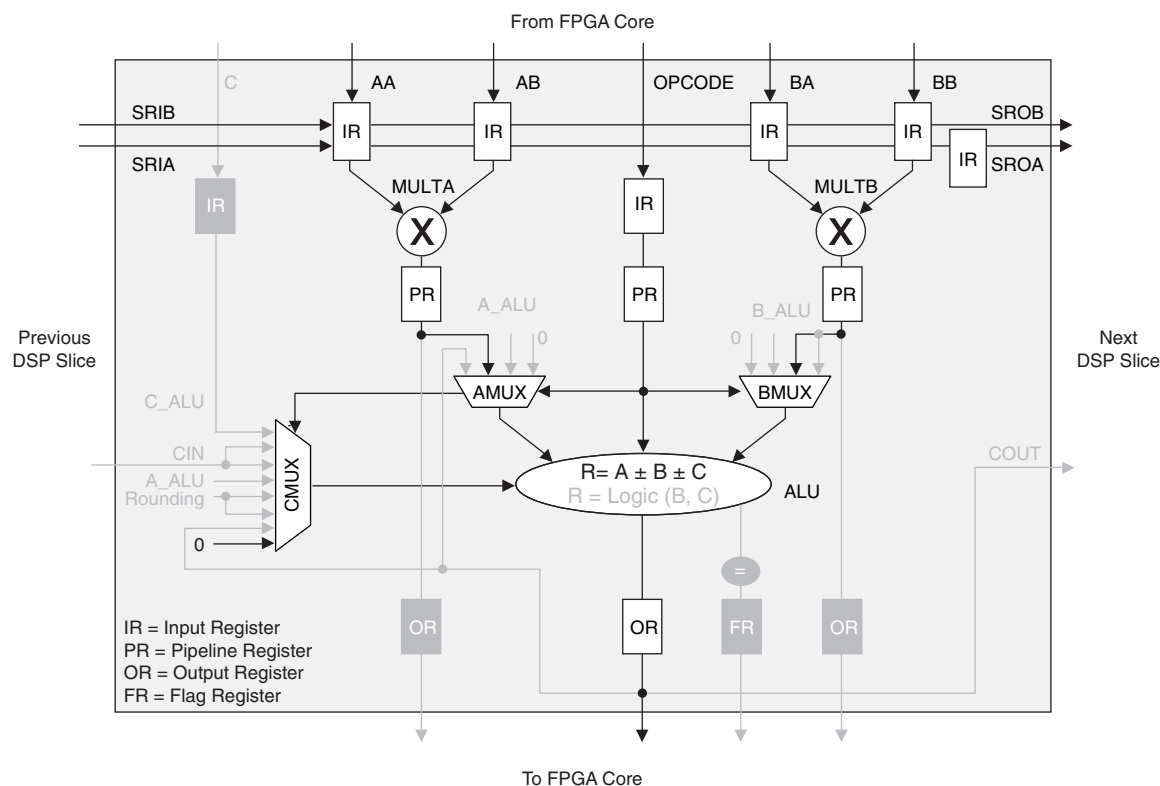 From FPGA Core
C
AA
AB
OPCODE
BA
BB
SRIB
SROB
IR
IR
IR
IR
SRIA
IR
SROA
IR
MULTA
IR
MULTB
X
X
PR
PR
PR
Previous
DSP Slice
A_ALU
0
0
B_ALU
Next
DSP Slice
AMUX
BMUX
C_ALU
CIN
A_ALU
Rounding
0
CMUX
R= A ± B ± C
R = Logic (B, C)
ALU
COUT
=
OR
OR
FR
OR
IR = Input Register
PR = Pipeline Register
OR = Output Register
FR = Flag Register
To FPGA Core